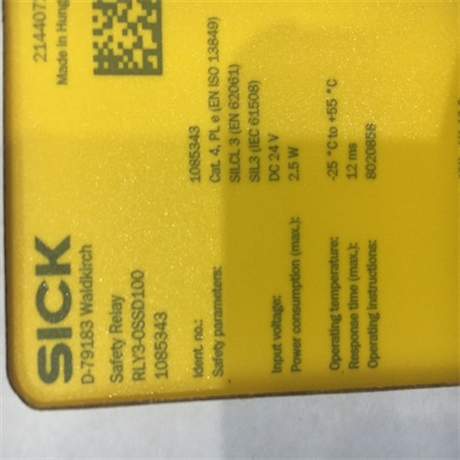 SICK
D-79183 Waldkirch
Safety Relay
RLY3-OSSD100
1085343
2144073
Made in Hung
Ident. no.: 1085343
Safety parameters: Cat. 4, PL e (EN ISO 13849)
SILCL 3 (EN 62061)
SIL3 (IEC 61508)
Input voltage: DC 24 V
Power consumption (max.): 2.5 W
Operating temperature: -25 °C to +55 °C
Response time (max.): 12 ms
Operating instructions: 8020858